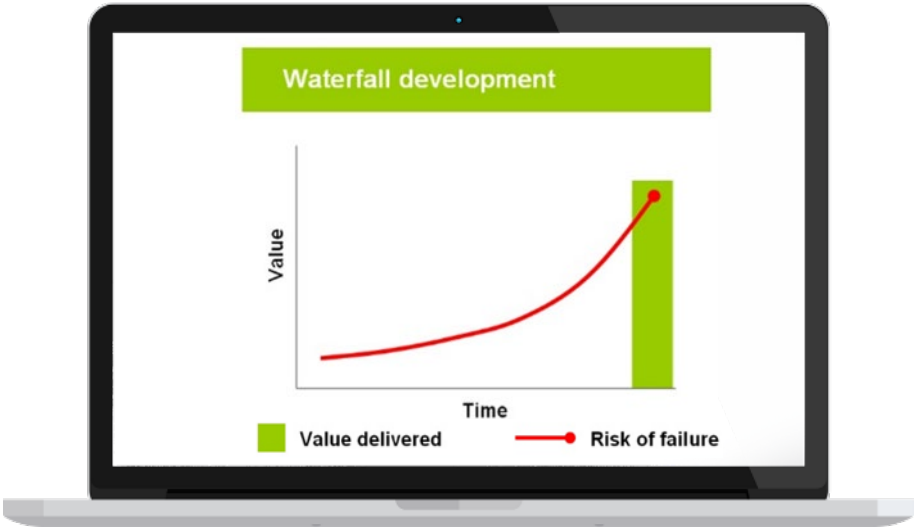 Waterfall development
Value
Time
Value delivered
Risk of failure